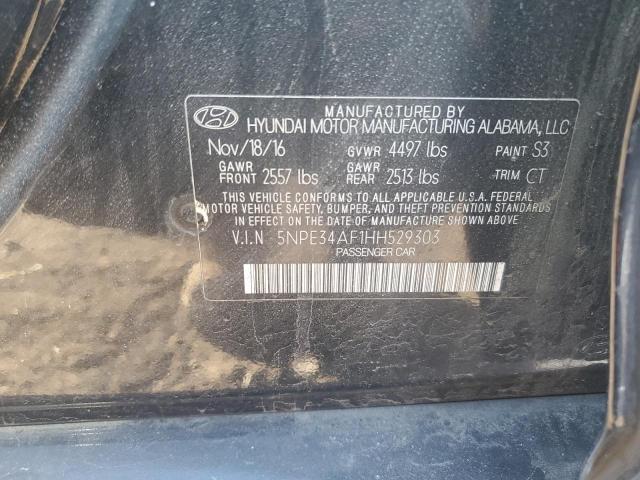 MANUFACTURED BY
HYUNDAI MOTOR MANUFACTURING ALABAMA, LLC
Nov/18/16 GVWR 4497 lbs PAINT S3
GAWR FRONT 2557 lbs GAWR REAR 2513 lbs TRIM CT
THIS VEHICLE CONFORMS TO ALL APPLICABLE U.S.A. FEDERAL
MOTOR VEHICLE SAFETY, BUMPER, AND THEFT PREVENTION STANDARDS
IN EFFECT ON THE DATE OF MANUFACTURE SHOWN ABOVE.
V.I.N 5NPE34AF1HH529303
PASSENGER CAR